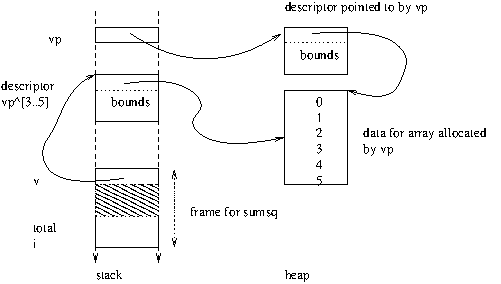 descriptor pointed to by vp
vp
bounds
descriptor
vp^[3..5]
bounds
0
1
2
3
4
5
data for array allocated
by vp
v
frame for sumsq
total
i
stack
heap